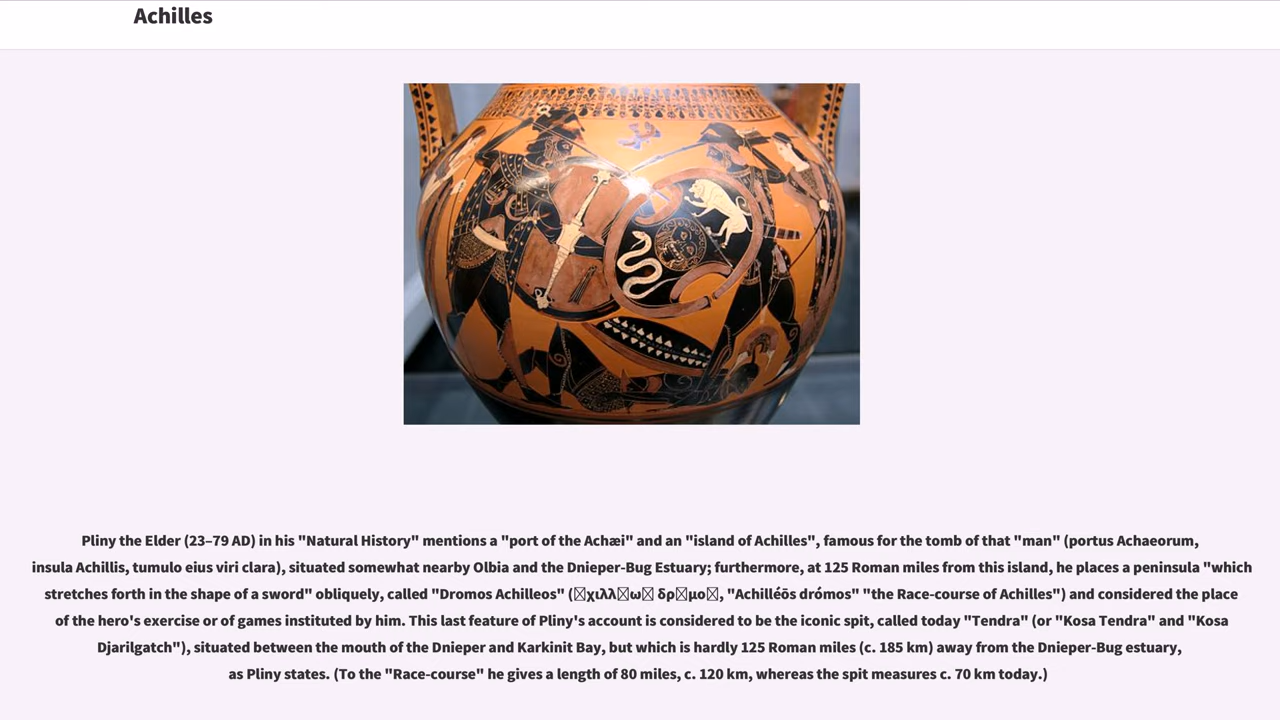 Achilles
Pliny the Elder (23–79 AD) in his "Natural History" mentions a "port of the Achæi" and an "island of Achilles", famous for the tomb of that "man" (portus Achaeorum,
insula Achillis, tumulo eius viri clara), situated somewhat nearby Olbia and the Dnieper-Bug Estuary; furthermore, at 125 Roman miles from this island, he places a peninsula "which
stretches forth in the shape of a sword" obliquely, called "Dromos Achilleos" (□χιλλ□ω□ δρ□μο□, "Achilléōs drómos" "the Race-course of Achilles") and considered the place
of the hero's exercise or of games instituted by him. This last feature of Pliny's account is considered to be the iconic spit, called today "Tendra" (or "Kosa Tendra" and "Kosa
Djarilgatch"), situated between the mouth of the Dnieper and Karkinit Bay, but which is hardly 125 Roman miles (c. 185 km) away from the Dnieper-Bug estuary,
as Pliny states. (To the "Race-course" he gives a length of 80 miles, c. 120 km, whereas the spit measures c. 70 km today.)